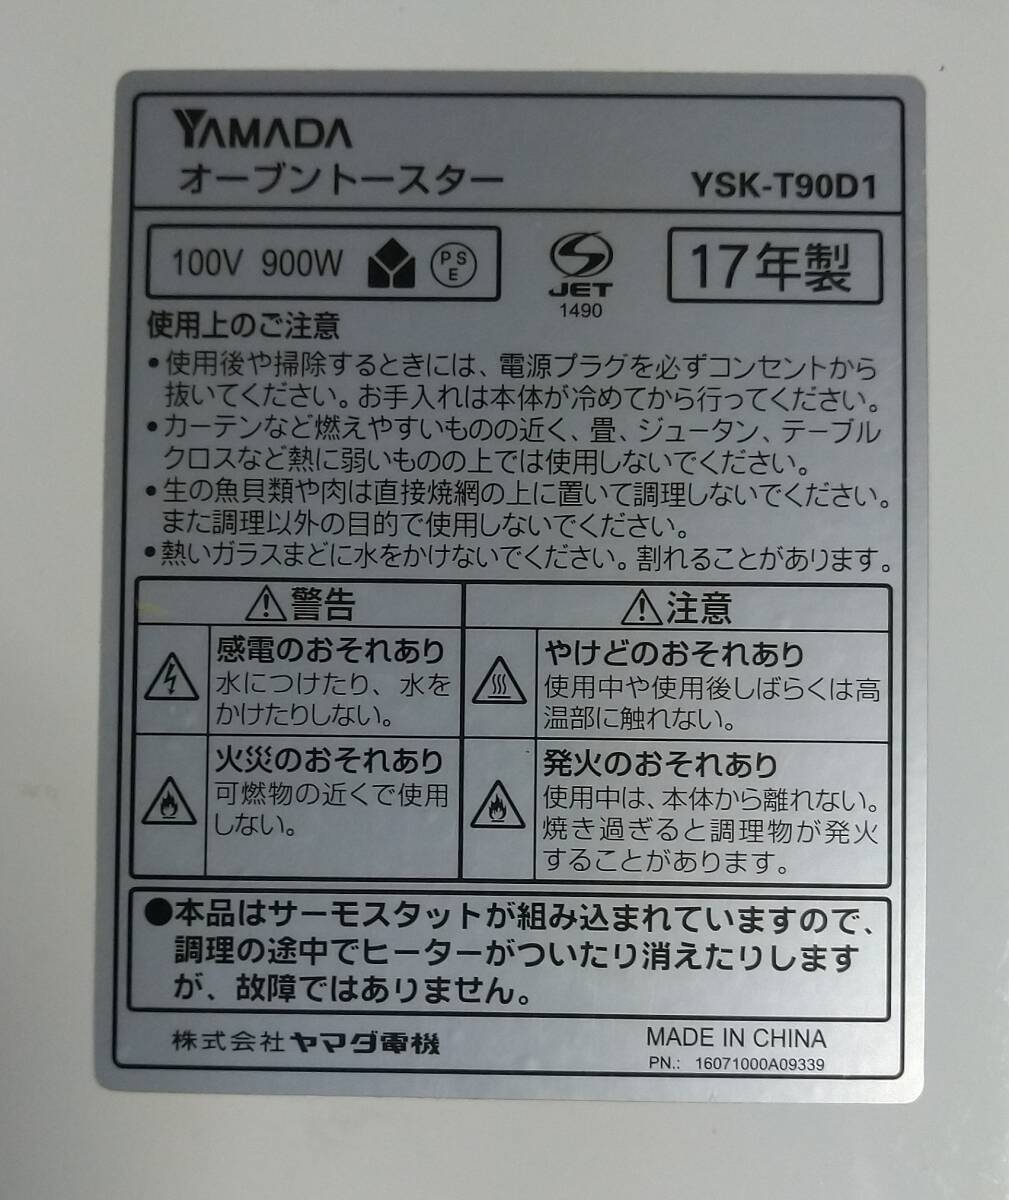 YAMADA
オーブントースター YSK-T90D1
100V 900W PSE JET 1490 17年製
使用上のご注意
•使用後や掃除するときには、電源プラグを必ずコンセントから
抜いてください。お手入れは本体が冷めてから行ってください。
•カーテンなど燃えやすいものの近く、畳、ジュータン、テーブル
クロスなど熱に弱いものの上では使用しないでください。
•生の魚貝類や肉は直接焼網の上に置いて調理しないでください。
また調理以外の目的で使用しないでください。
•熱いガラスまどに水をかけないでください。割れることがあります。
⚠警告
感電のおそれあり
水につけたり、水を
かけたりしない。
火災のおそれあり
可燃物の近くで使用
しない。
⚠注意
やけどのおそれあり
使用中や使用後しばらくは高
温部に触れない。
発火のおそれあり
使用中は、本体から離れない。
焼き過ぎると調理物が発火
することがあります。
●本品はサーモスタットが組み込まれていますので、
調理の途中でヒーターがついたり消えたりします
が、故障ではありません。
株式会社ヤマダ電機 MADE IN CHINA
PN.: 16071000A09339